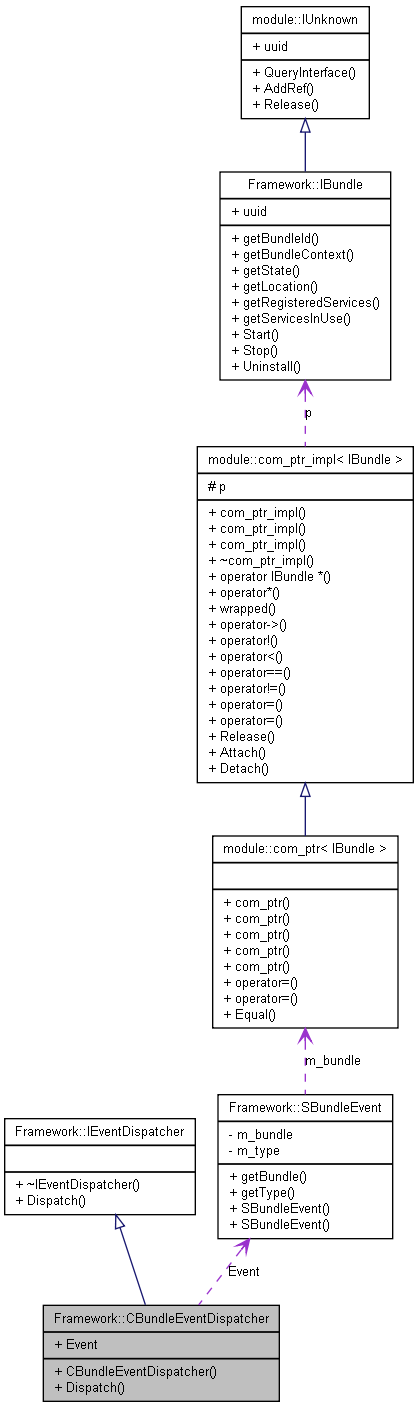 module::IUnknown
+ uuid
+ QueryInterface()
+ AddRef()
+ Release()
Framework::IBundle
+ uuid
+ getBundleId()
+ getBundleContext()
+ getState()
+ getLocation()
+ getRegisteredServices()
+ getServicesInUse()
+ Start()
+ Stop()
+ Uninstall()
p
module::com_ptr_impl< IBundle >
# p
+ com_ptr_impl()
+ com_ptr_impl()
+ com_ptr_impl()
+ ~com_ptr_impl()
+ operator IBundle *()
+ operator*()
+ wrapped()
+ operator->()
+ operator!()
+ operator<()
+ operator==()
+ operator!=()
+ operator=()
+ operator=()
+ Release()
+ Attach()
+ Detach()
module::com_ptr< IBundle >
+ com_ptr()
+ com_ptr()
+ com_ptr()
+ com_ptr()
+ com_ptr()
+ operator=()
+ operator=()
+ Equal()
m_bundle
Framework::SBundleEvent
- m_bundle
- m_type
+ getBundle()
+ getType()
+ SBundleEvent()
+ SBundleEvent()
Framework::IEventDispatcher
+ ~IEventDispatcher()
+ Dispatch()
Event
Framework::CBundleEventDispatcher
+ Event
+ CBundleEventDispatcher()
+ Dispatch()